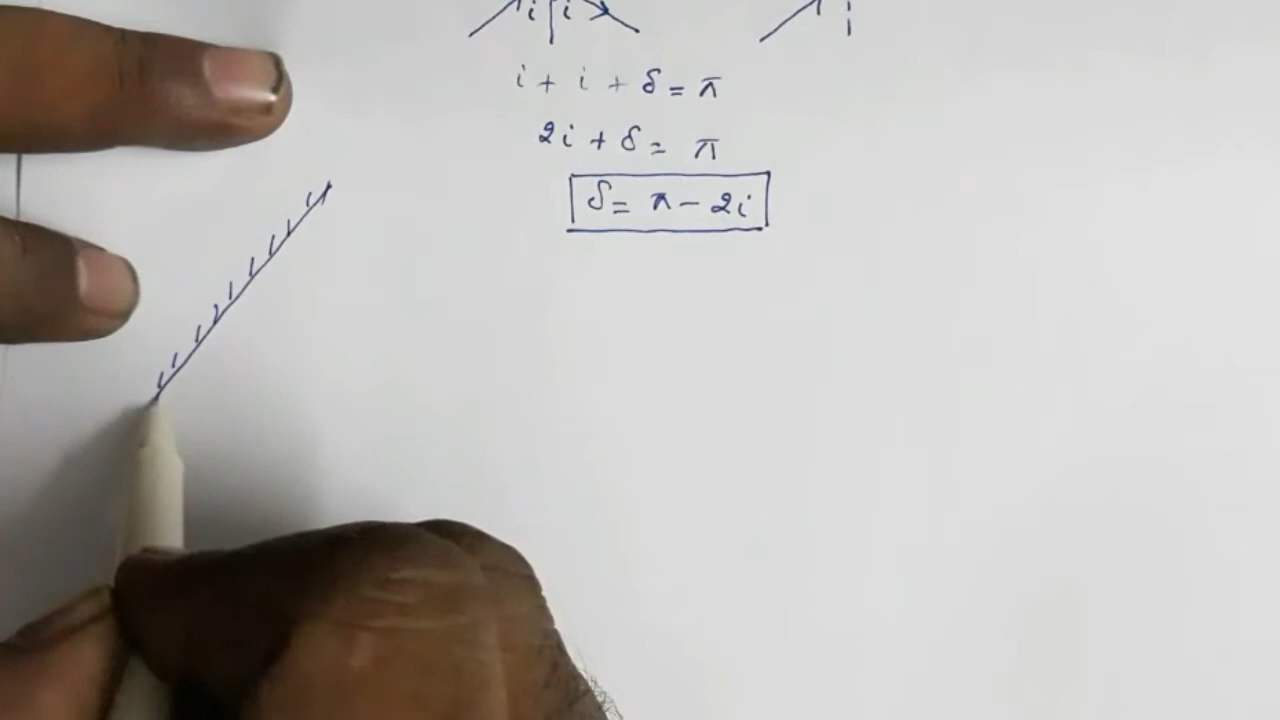 i i
i + i + δ = π
2i + δ = π
δ = π - 2i